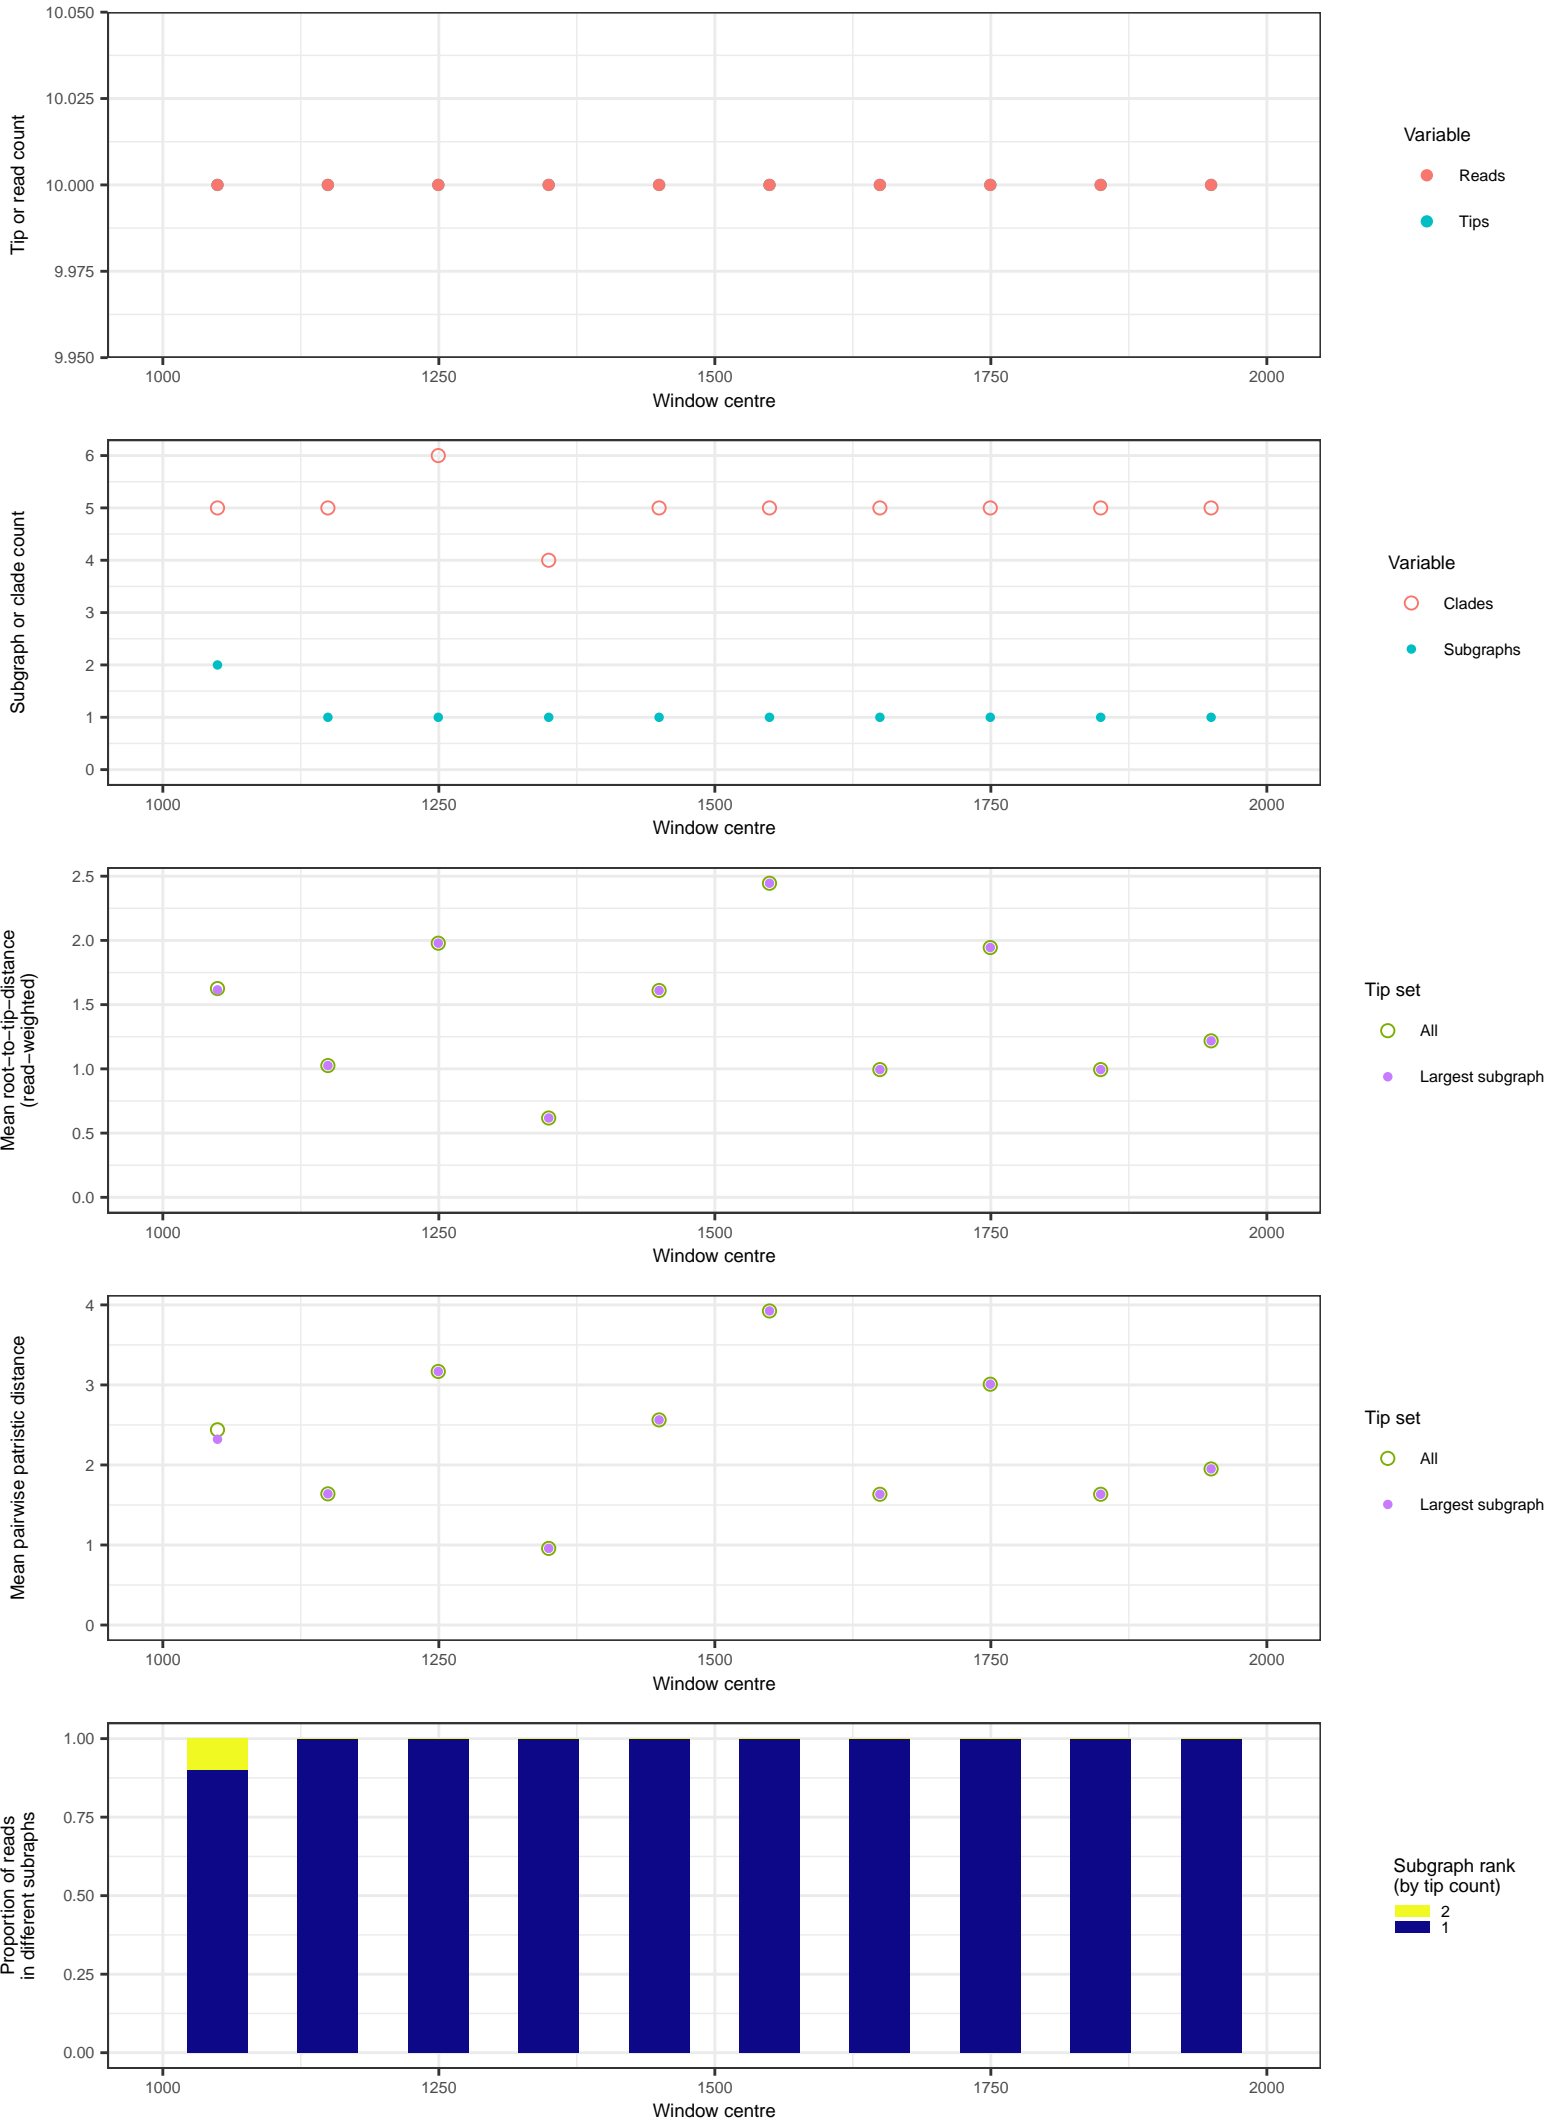 10.050
10.025
10.000
9.975
9.950
Tip or read count
1000 1250 1500 1750 2000
Window centre
Variable
Reads
Tips
6
5
4
3
2
1
0
Subgraph or clade count
1000 1250 1500 1750 2000
Window centre
Variable
Clades
Subgraphs
2.5
2.0
1.5
1.0
0.5
0.0
Mean root−to−tip−distance
(read−weighted)
1000 1250 1500 1750 2000
Window centre
Tip set
All
Largest subgraph
4
3
2
1
0
Mean pairwise patristic distance
1000 1250 1500 1750 2000
Window centre
Tip set
All
Largest subgraph
1.00
0.75
0.50
0.25
0.00
Proportion of reads
in different subraphs
1000 1250 1500 1750 2000
Window centre
Subgraph rank
(by tip count)
2
1